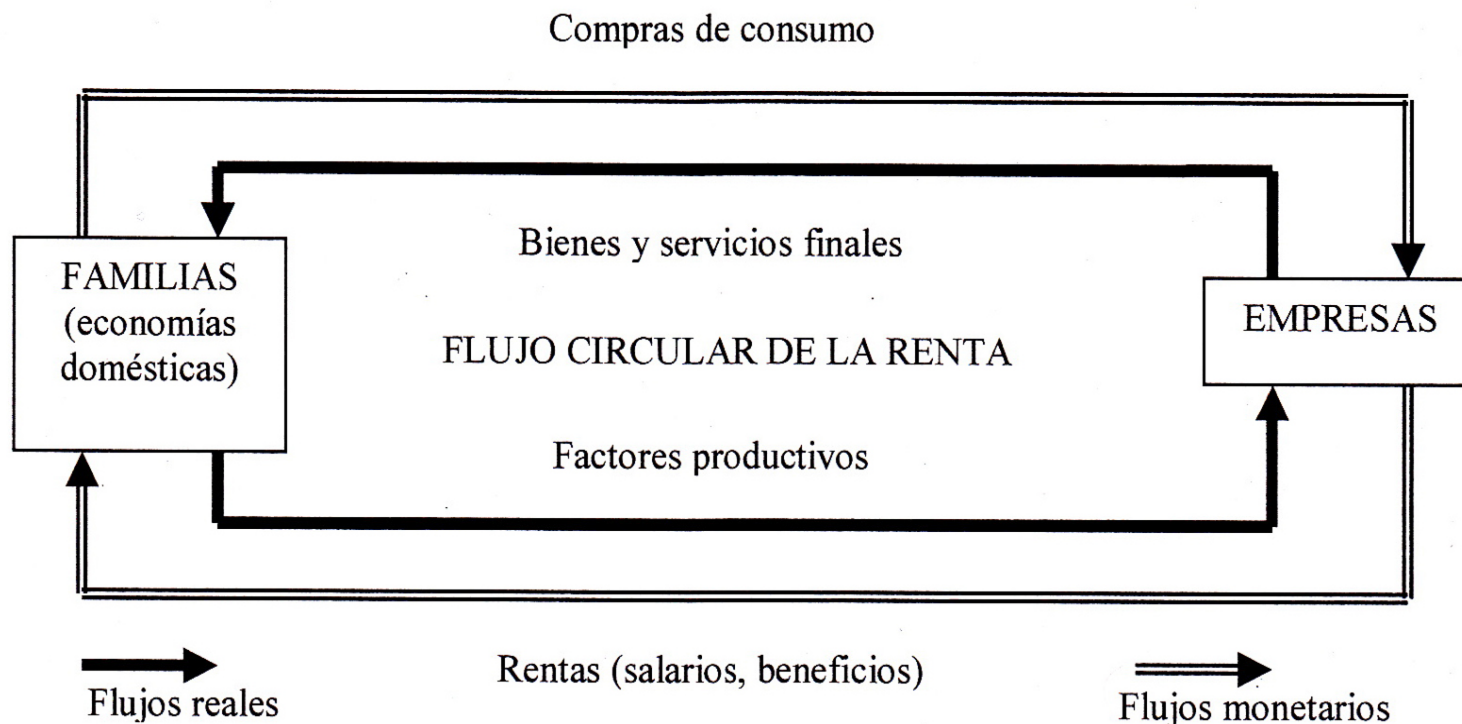 Compras de consumo
Bienes y servicios finales
FAMILIAS
(economías
domésticas)
EMPRESAS
FLUJO CIRCULAR DE LA RENTA
Factores productivos
Rentas (salarios, beneficios)
Flujos reales
Flujos monetarios